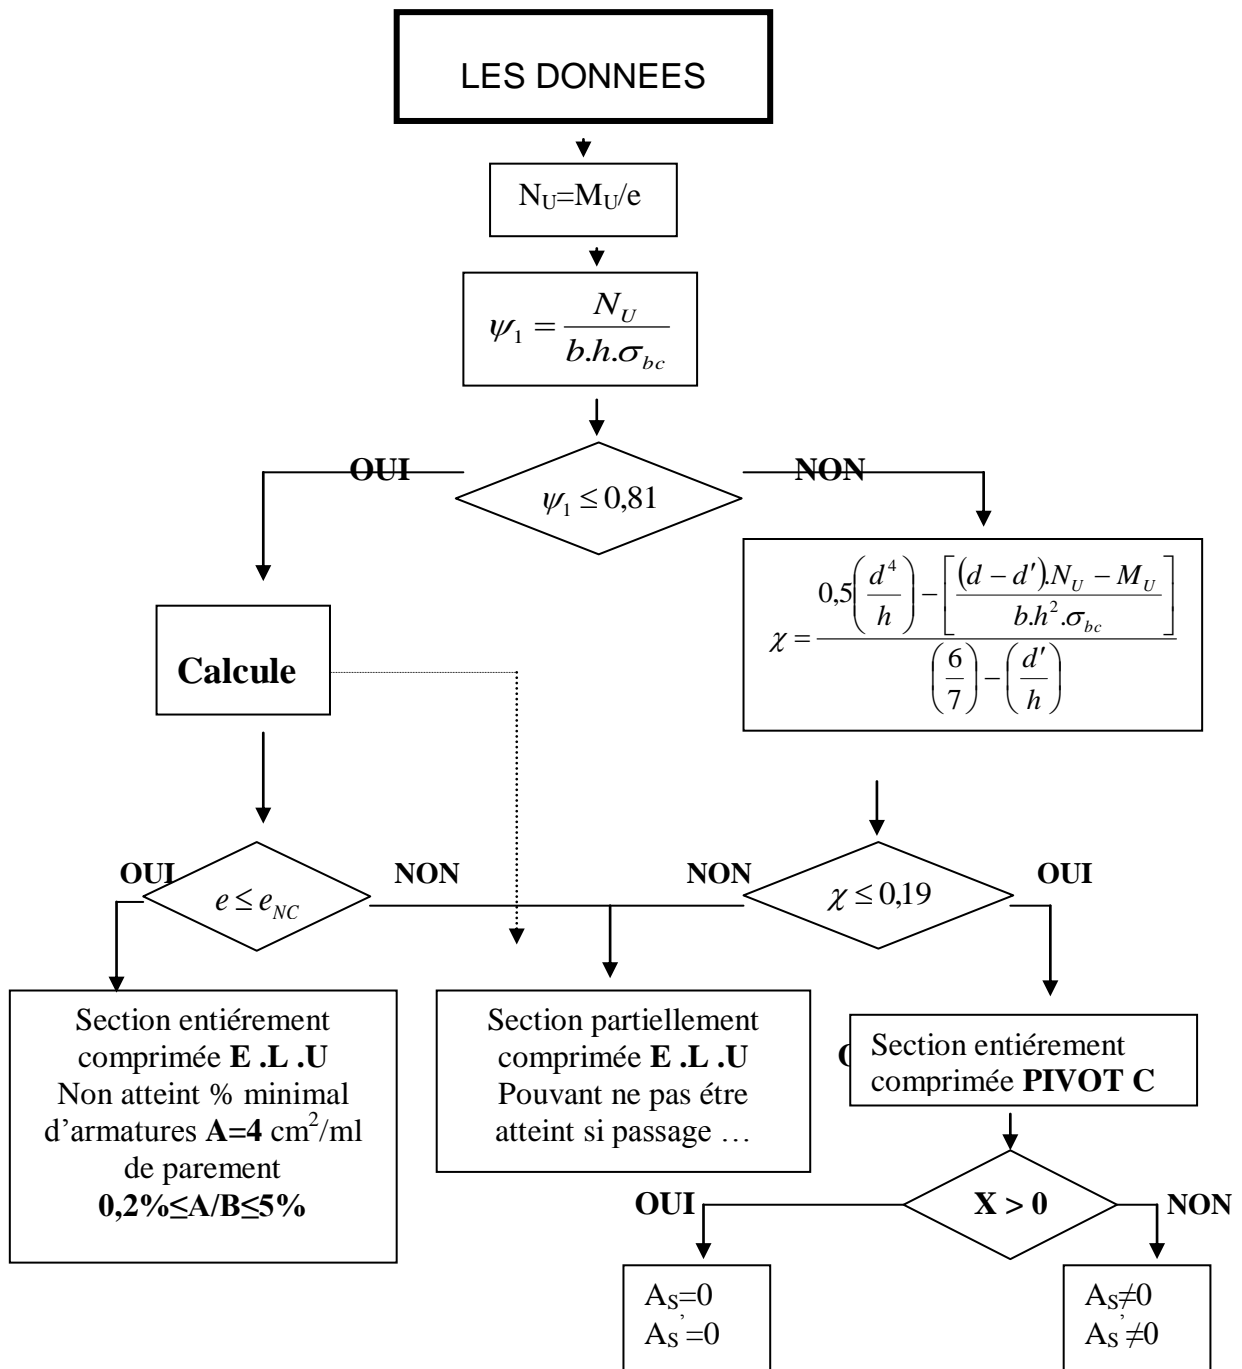 LES DONNEES
N_U=M_U/e
ψ₁ = N_U / b.h.σ_bc
OUI
NON
ψ₁ ≤ 0,81
χ = (0,5(d⁴/h) − [((d − d′).N_U − M_U) / (b.h².σ_bc)]) / ((6/7) − (d′/h))
Calcule
OUI
NON
NON
OUI
e ≤ e_NC
χ ≤ 0,19
Section entiérement
comprimée E .L .U
Non atteint % minimal
d’armatures A=4 cm²/ml
de parement
0,2%≤A/B≤5%
Section partiellement
comprimée E .L .U
Pouvant ne pas étre
atteint si passage …
Section entiérement
comprimée PIVOT C
OUI
X > 0
NON
A_S=0
A_S’=0
A_S≠0
A_S’≠0